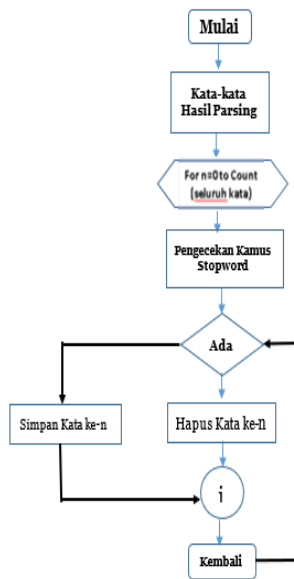 Mulai
Kata-kata
Hasil Parsing
For n=0 to Count
(seluruh kata)
Pengecekan Kamus
Stopword
Ada
Simpan Kata ke-n
Hapus Kata ke-n
i
Kembali